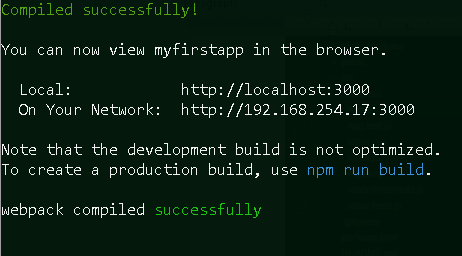 Compiled successfully!
You can now view myfirstapp in the browser.
Local: http://localhost:3000
On Your Network: http://192.168.254.17:3000
Note that the development build is not optimized.
To create a production build, use npm run build.
webpack compiled successfully